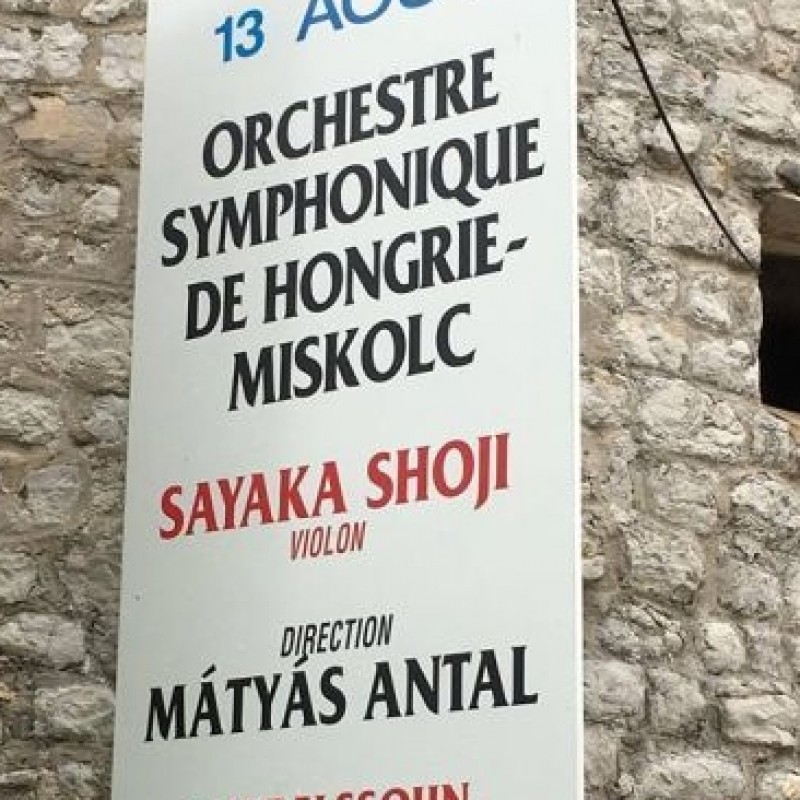 13
ORCHESTRE
SYMPHONIQUE
DE HONGRIE-
MISKOLC
SAYAKA SHOJI
VIOLON
DIRECTION
MÁTYÁS ANTAL